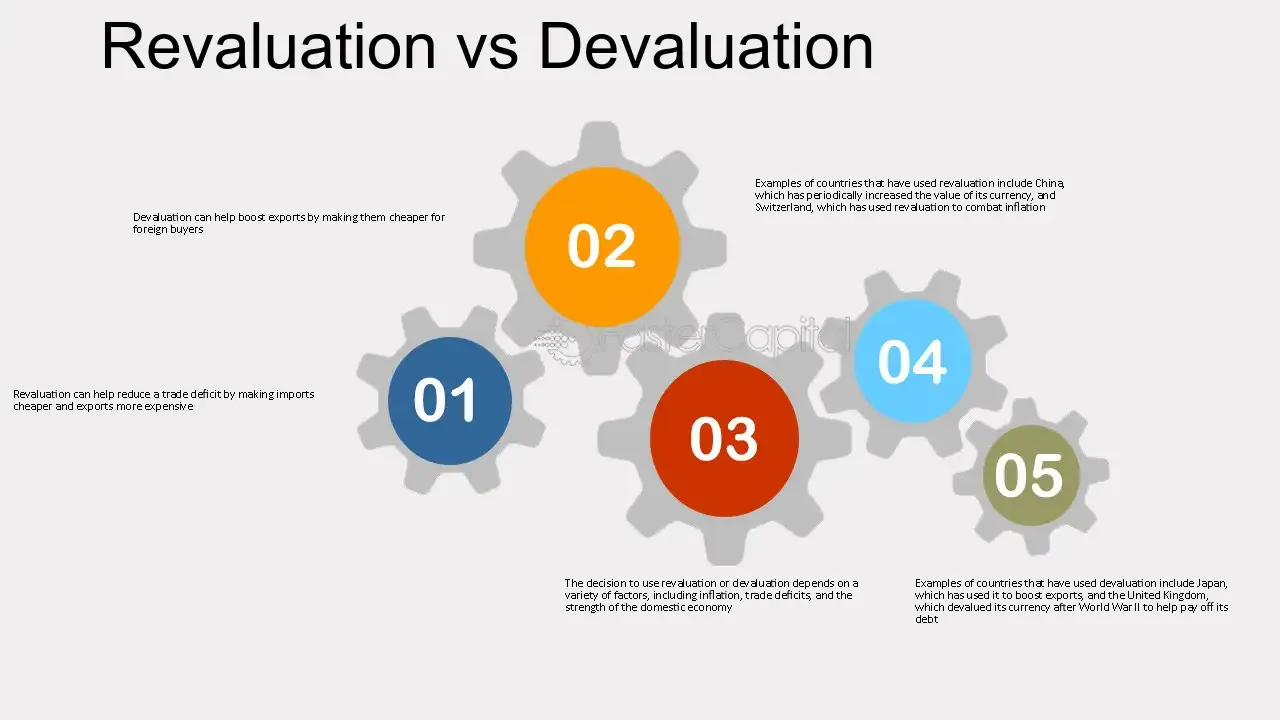 Revaluation vs Devaluation
Devaluation can help boost exports by making them cheaper for
foreign buyers
Examples of countries that have used revaluation include China,
which has periodically increased the value of its currency, and
Switzerland, which has used revaluation to combat inflation
02
FasterCapital
04
01
Revaluation can help reduce a trade deficit by making imports
cheaper and exports more expensive
03
05
The decision to use revaluation or devaluation depends on a
variety of factors, including inflation, trade deficits, and the
strength of the domestic economy
Examples of countries that have used devaluation include Japan,
which has used it to boost exports, and the United Kingdom,
which devalued its currency after World War II to help pay off its
debt